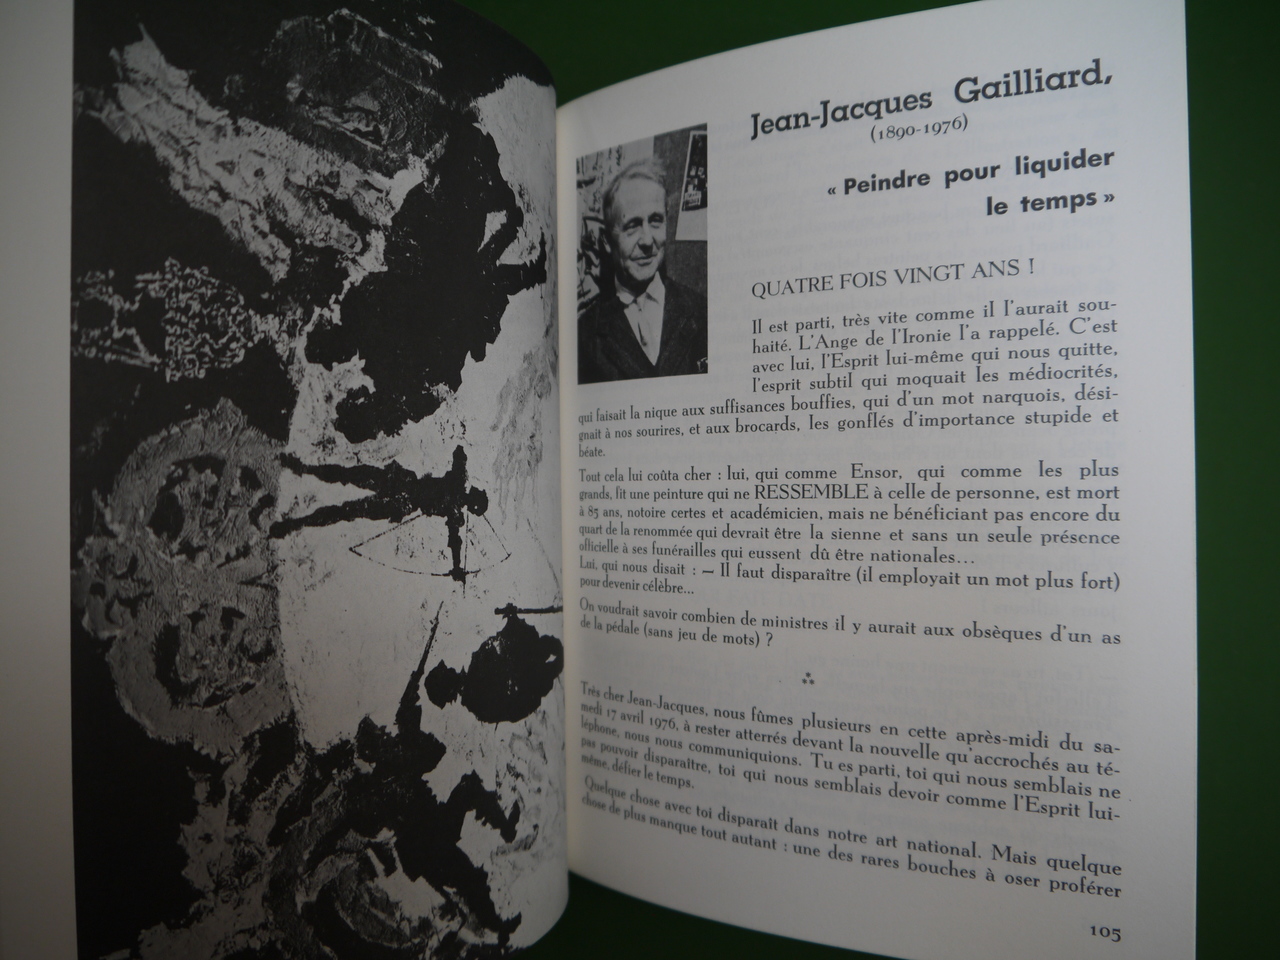 Jean-Jacques Gailliard,
(1890-1976)
« Peindre pour liquider
le temps »
QUATRE FOIS VINGT ANS !
Il est parti, très vite comme il l'aurait sou-
haité. L'Ange de l'Ironie l'a rappelé. C'est
avec lui, l'Esprit lui-même qui nous quitte,
l'esprit subtil qui moquait les médiocrités,
qui faisait la nique aux suffisances bouffies, qui d'un mot narquois, dési-
gnait à nos sourires, et aux brocards, les gonflés d'importance stupide et
béate.
Tout cela lui coûta cher : lui, qui comme Ensor, qui comme les plus
grands, fit une peinture qui ne RESSEMBLE à celle de personne, est mort
à 85 ans, notoire certes et académicien, mais ne bénéficiant pas encore du
quart de la renommée qui devrait être la sienne et sans un seule présence
officielle à ses funérailles qui eussent dû être nationales...
Lui, qui nous disait : — Il faut disparaître (il employait un mot plus fort)
pour devenir célèbre...
On voudrait savoir combien de ministres il y aurait aux obsèques d'un as
de la pédale (sans jeu de mots) ?
Très cher Jean-Jacques, nous fûmes plusieurs en cette après-midi du sa-
medi 17 avril 1976, à rester atterrés devant la nouvelle qu'accrochés au té-
léphone, nous nous communiquions. Tu es parti, toi qui nous semblais ne
pas pouvoir disparaître, toi qui nous semblais devoir comme l'Esprit lui-
même, défier le temps.
Quelque chose avec toi disparaît dans notre art national. Mais quelque
chose de plus manque tout autant : une des rares bouches à oser proférer
105